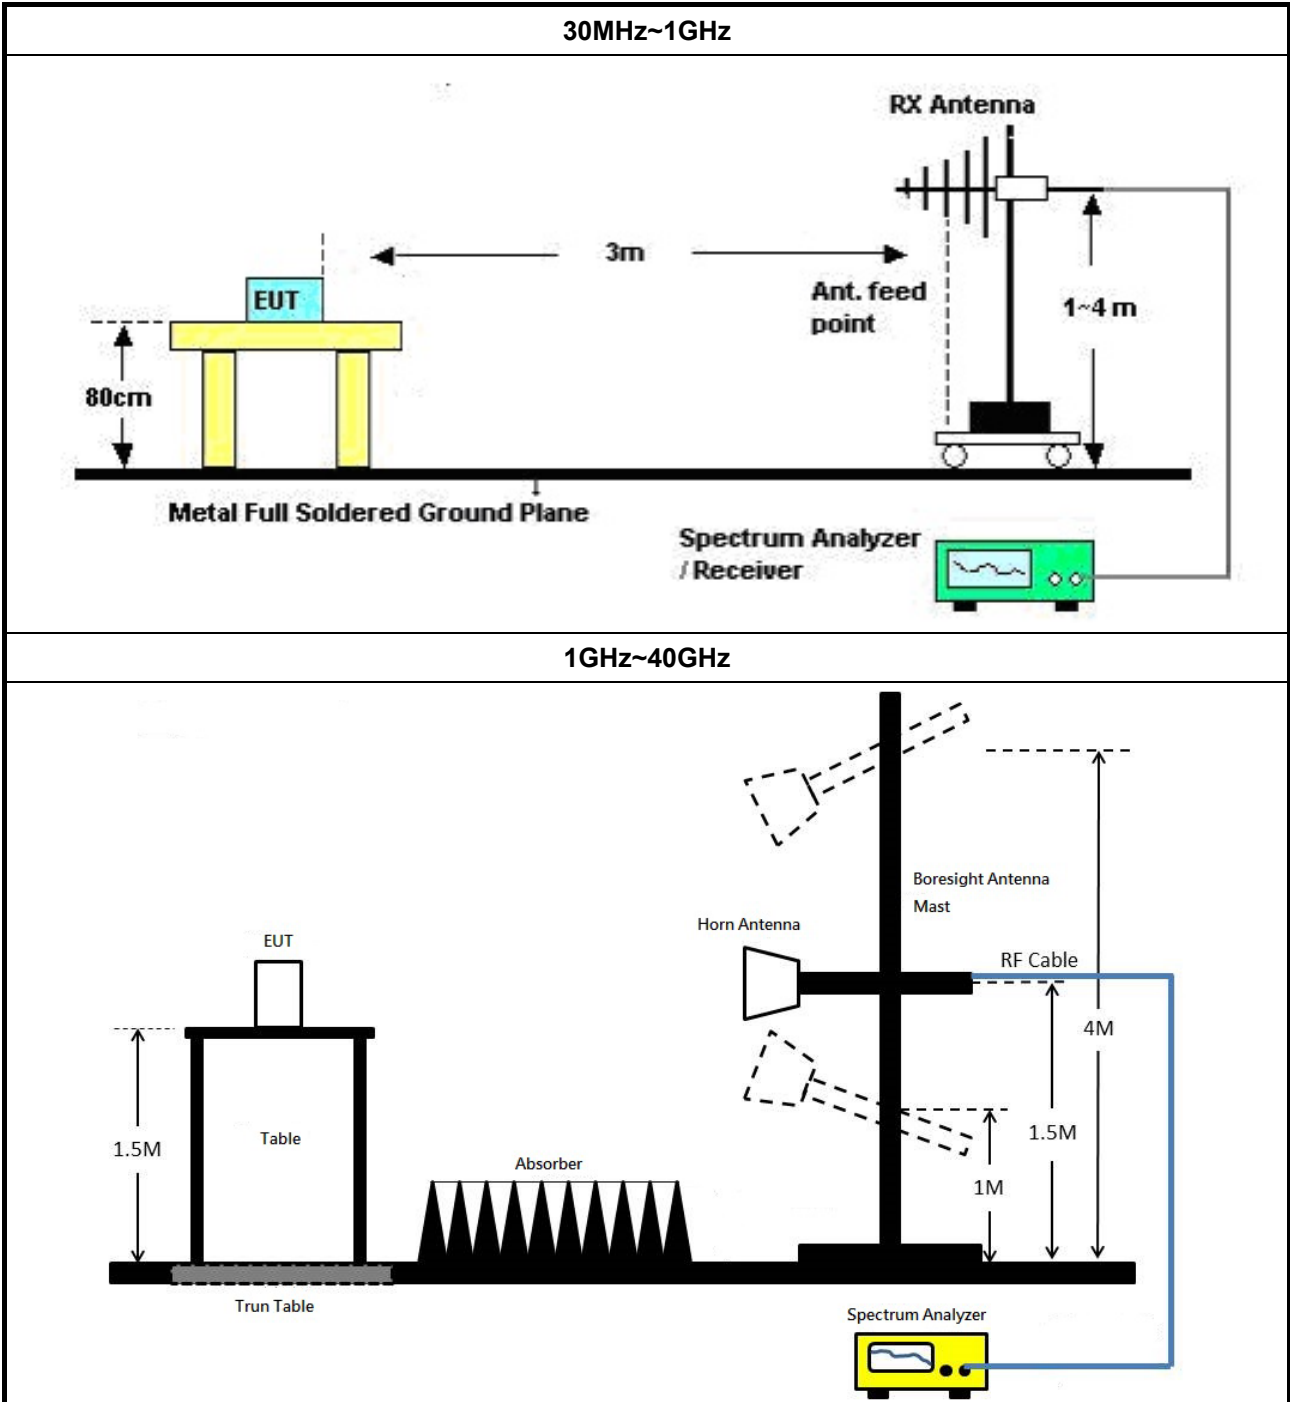 30MHz~1GHz
RX Antenna
3m
Ant. feed
point
EUT
1~4 m
80cm
Metal Full Soldered Ground Plane
Spectrum Analyzer
/ Receiver
1GHz~40GHz
Boresight Antenna
Mast
Horn Antenna
EUT
RF Cable
4M
1.5M
Table
1.5M
Absorber
1M
Trun Table
Spectrum Analyzer